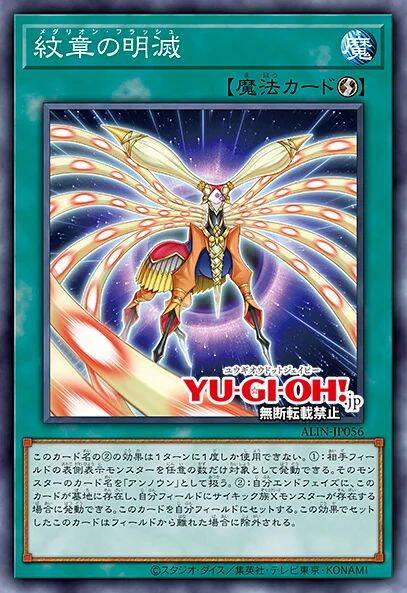 メダリオン・フラッシュ
紋章の明滅
魔
ま ほう
【魔法カード】
ユウギオウドットジェイピー
YU-GI-OH!.jp
無断転載禁止
ALIN-JP056
このカード名の②の効果は1ターンに1度しか使用できない。①:相手フィ
ールドの表側表示モンスターを任意の数だけ対象として発動できる。そのモ
ンスターのカード名を「アンノウン」として扱う。②:自分エンドフェイズに、この
カードが墓地に存在し、自分フィールドにサイキック族Xモンスターが存在する
場合に発動できる。このカードを自分フィールドにセットする。この効果でセット
したこのカードはフィールドから離れた場合に除外される。
©スタジオ・ダイス/集英社・テレビ東京・KONAMI